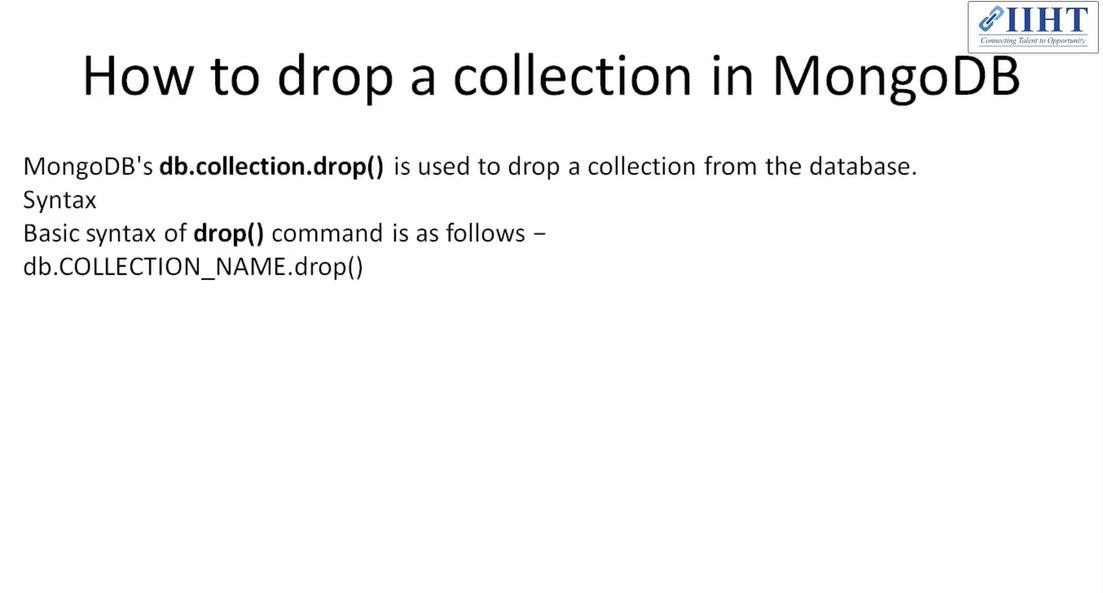 IIHT
Connecting Talent to Opportunity
How to drop a collection in MongoDB
MongoDB's db.collection.drop() is used to drop a collection from the database.
Syntax
Basic syntax of drop() command is as follows −
db.COLLECTION_NAME.drop()